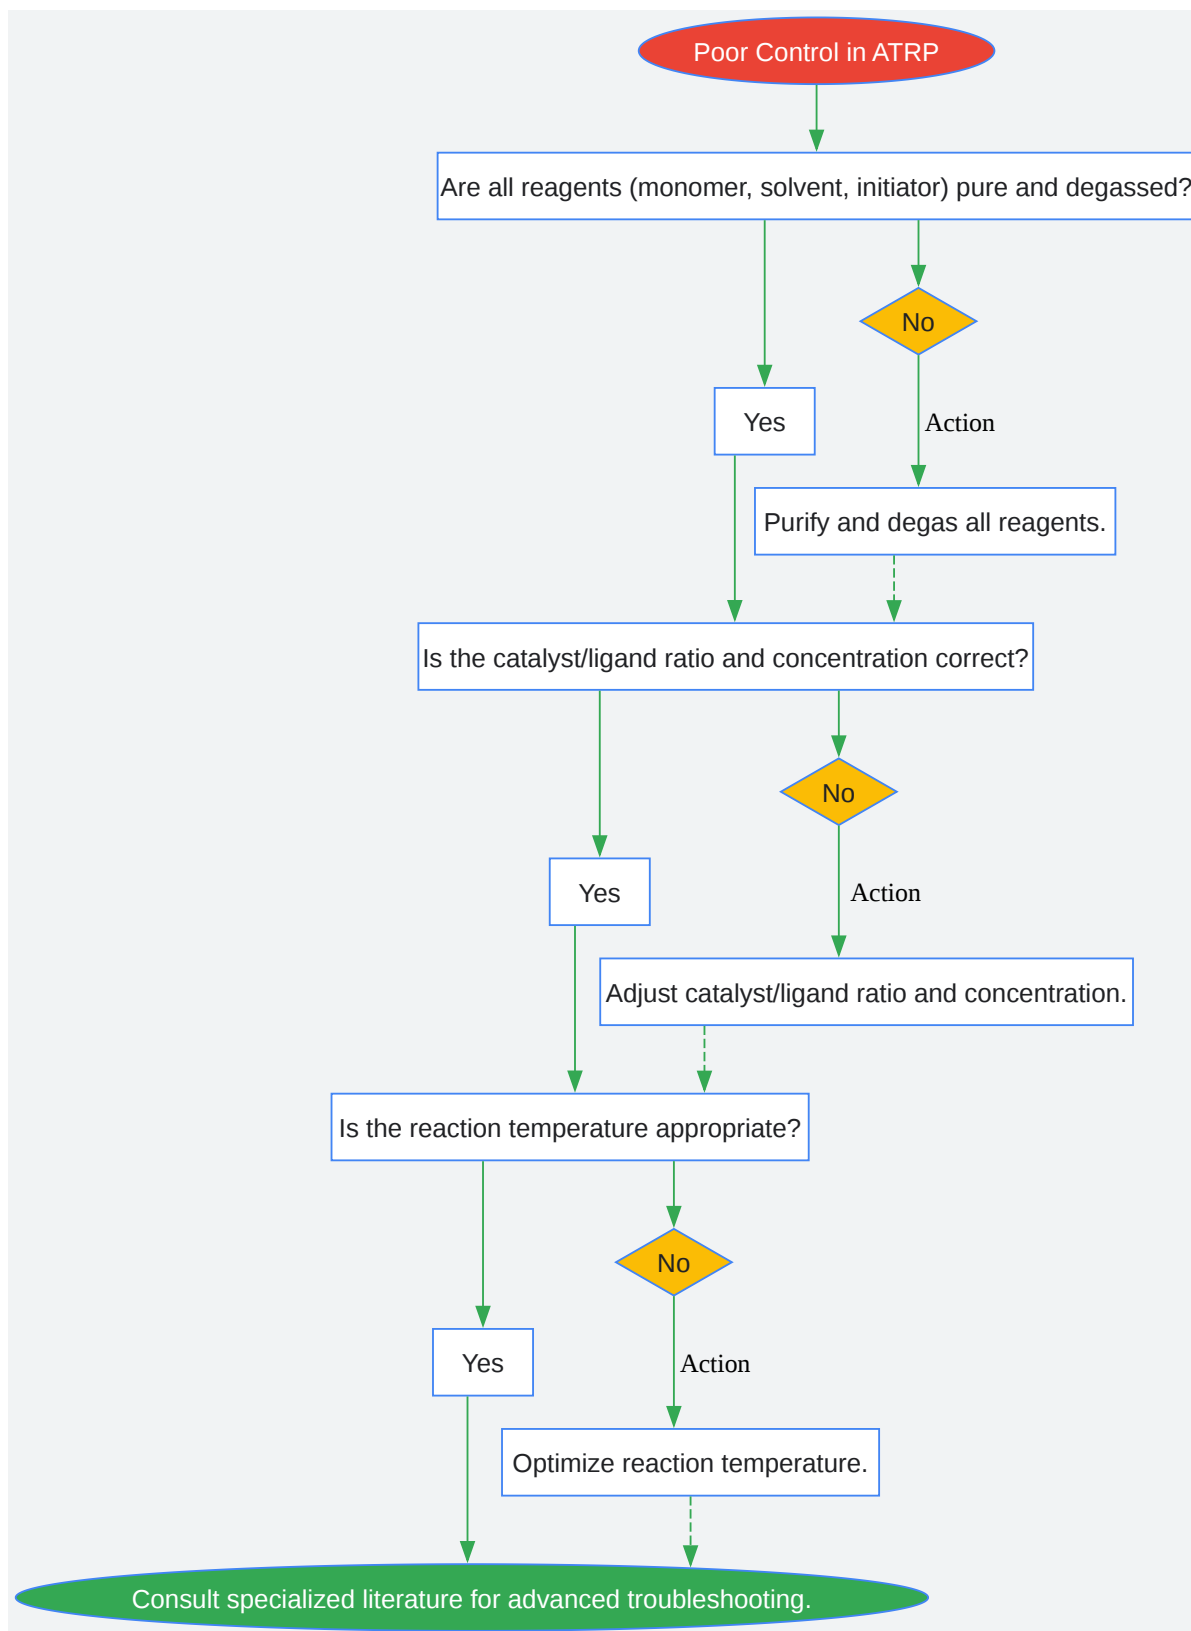 Poor Control in ATRP
Are all reagents (monomer, solvent, initiator) pure and degassed?
No
Yes
Action
Purify and degas all reagents.
Is the catalyst/ligand ratio and concentration correct?
No
Yes
Action
Adjust catalyst/ligand ratio and concentration.
Is the reaction temperature appropriate?
No
Yes
Action
Optimize reaction temperature.
Consult specialized literature for advanced troubleshooting.